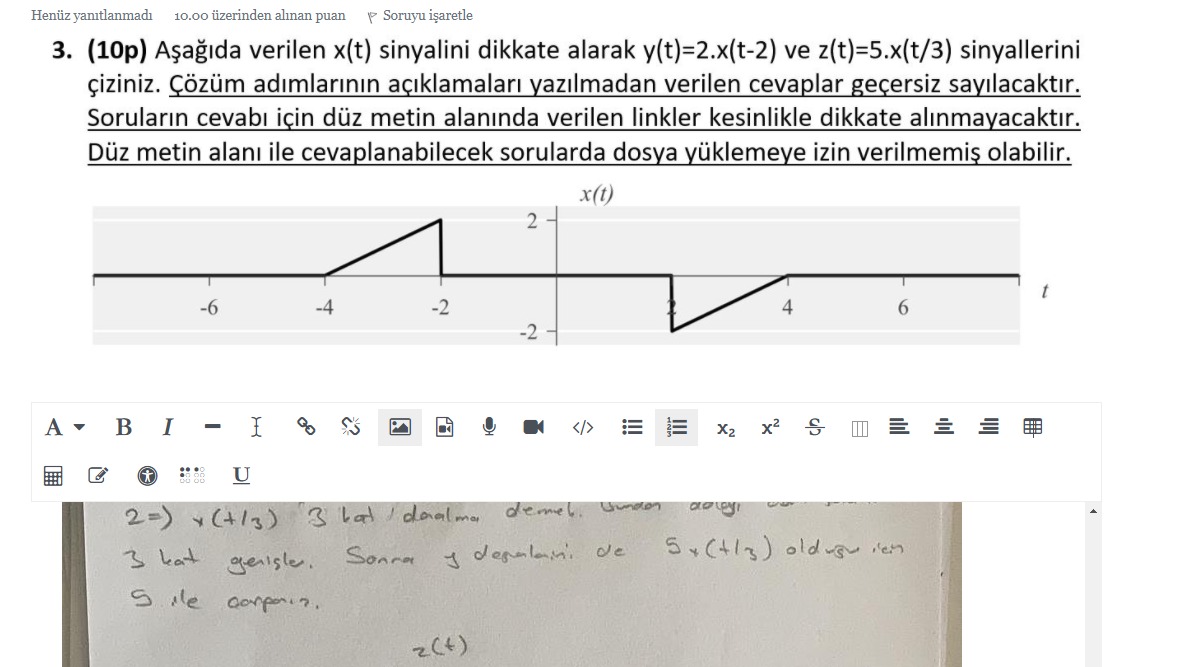 Henüz yanıtlanmadı 10.00 üzerinden alınan puan Soruyu işaretle
3. (10p) Aşağıda verilen x(t) sinyalini dikkate alarak y(t)=2.x(t-2) ve z(t)=5.x(t/3) sinyallerini
çiziniz. Çözüm adımlarının açıklamaları yazılmadan verilen cevaplar geçersiz sayılacaktır.
Soruların cevabı için düz metin alanında verilen linkler kesinlikle dikkate alınmayacaktır.
Düz metin alanı ile cevaplanabilecek sorularda dosya yüklemeye izin verilmemiş olabilir.
x(t)
2
-6 -4 -2 2 4 6 t
-2
A B I
x₂ x² S
U
2=) x(t/3) 3 kat daralma demek. Bundan dolayı
3 kat genişler. Sonra y değerlerini de 5x(t/3) olduğu için
5 ile çarparız.
z(t)